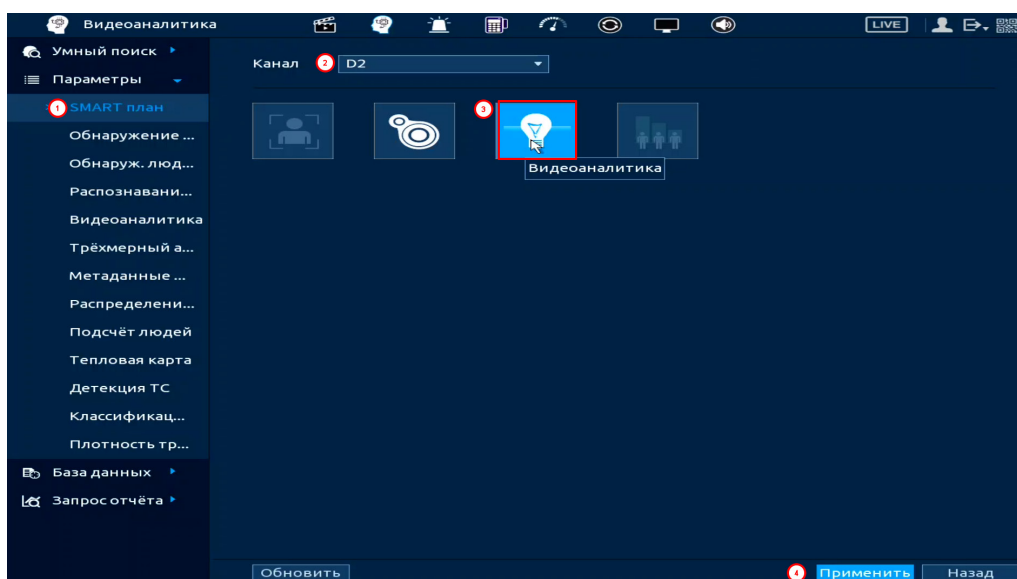 Видеоаналитика
LIVE
Умный поиск
Параметры
1 SMART план
Обнаружение ...
Обнаруж. люд...
Распознавани...
Видеоаналитика
Трёхмерный а...
Метаданные ...
Распределени...
Подсчёт людей
Тепловая карта
Детекция ТС
Классификац...
Плотность тр...
База данных
Запрос отчёта
Канал 2 D2
3
Видеоаналитика
Обновить
4 Применить
Назад